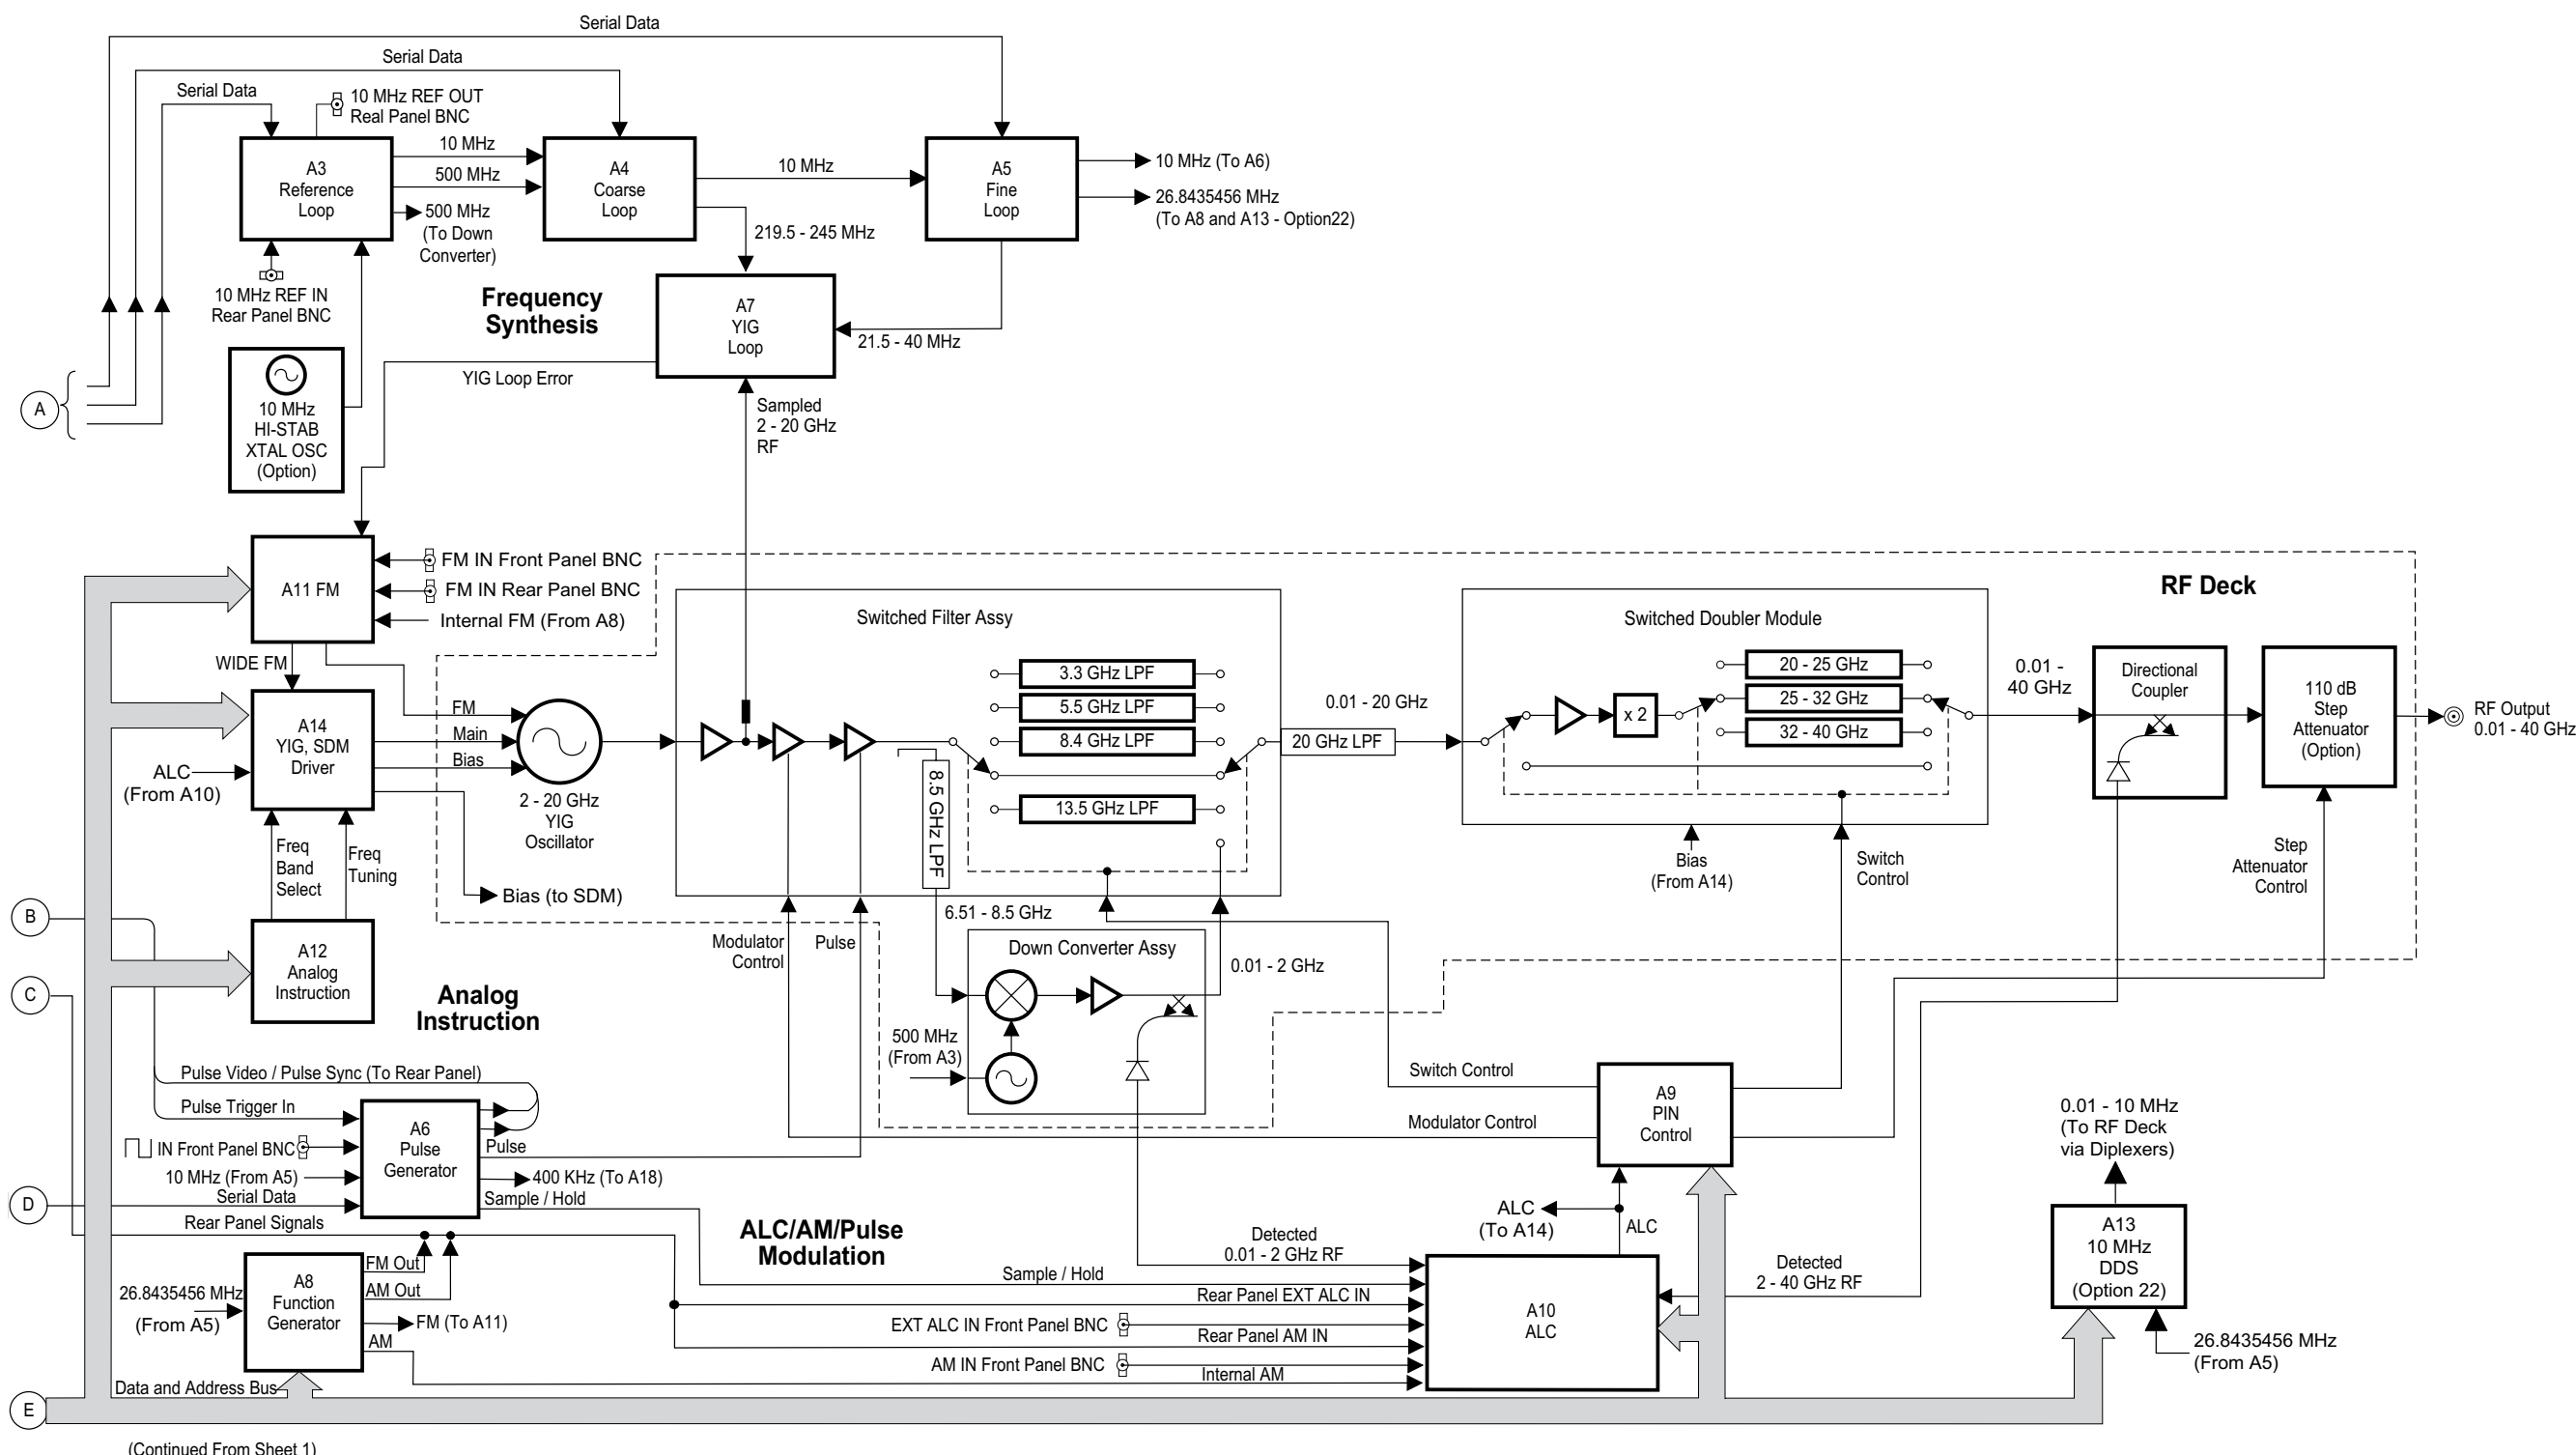 Serial Data
Serial Data
Serial Data
10 MHz REF OUT
Real Panel BNC
A3
Reference
Loop
10 MHz
500 MHz
500 MHz
(To Down
Converter)
A4
Coarse
Loop
10 MHz
219.5 - 245 MHz
A5
Fine
Loop
10 MHz (To A6)
26.8435456 MHz
(To A8 and A13 - Option22)
10 MHz REF IN
Rear Panel BNC
Frequency
Synthesis
A7
YIG
Loop
21.5 - 40 MHz
YIG Loop Error
A
10 MHz
HI-STAB
XTAL OSC
(Option)
Sampled
2 - 20 GHz
RF
A11 FM
FM IN Front Panel BNC
FM IN Rear Panel BNC
Internal FM (From A8)
WIDE FM
A14
YIG, SDM
Driver
ALC
(From A10)
FM
Main
Bias
2 - 20 GHz
YIG
Oscillator
Freq
Band
Select
Freq
Tuning
Bias (to SDM)
A12
Analog
Instruction
Analog
Instruction
B
C
D
E
RF Deck
Switched Filter Assy
3.3 GHz LPF
5.5 GHz LPF
8.4 GHz LPF
13.5 GHz LPF
8.5 GHz LPF
20 GHz LPF
0.01 - 20 GHz
Switched Doubler Module
x 2
20 - 25 GHz
25 - 32 GHz
32 - 40 GHz
0.01 -
40 GHz
Directional
Coupler
110 dB
Step
Attenuator
(Option)
RF Output
0.01 - 40 GHz
Bias
(From A14)
Switch
Control
Step
Attenuator
Control
Modulator
Control
Pulse
6.51 - 8.5 GHz
Down Converter Assy
0.01 - 2 GHz
500 MHz
(From A3)
Switch Control
Modulator Control
A9
PIN
Control
Pulse Video / Pulse Sync (To Rear Panel)
Pulse Trigger In
IN Front Panel BNC
10 MHz (From A5)
Serial Data
Rear Panel Signals
A6
Pulse
Generator
Pulse
400 KHz (To A18)
Sample / Hold
ALC/AM/Pulse
Modulation
ALC
(To A14)
ALC
0.01 - 10 MHz
(To RF Deck
via Diplexers)
A13
10 MHz
DDS
(Option 22)
26.8435456 MHz
(From A5)
26.8435456 MHz
(From A5)
A8
Function
Generator
FM Out
AM Out
FM (To A11)
AM
Detected
0.01 - 2 GHz RF
Sample / Hold
Rear Panel EXT ALC IN
EXT ALC IN Front Panel BNC
Rear Panel AM IN
AM IN Front Panel BNC
Internal AM
A10
ALC
Detected
2 - 40 GHz RF
Data and Address Bus
(Continued From Sheet 1)